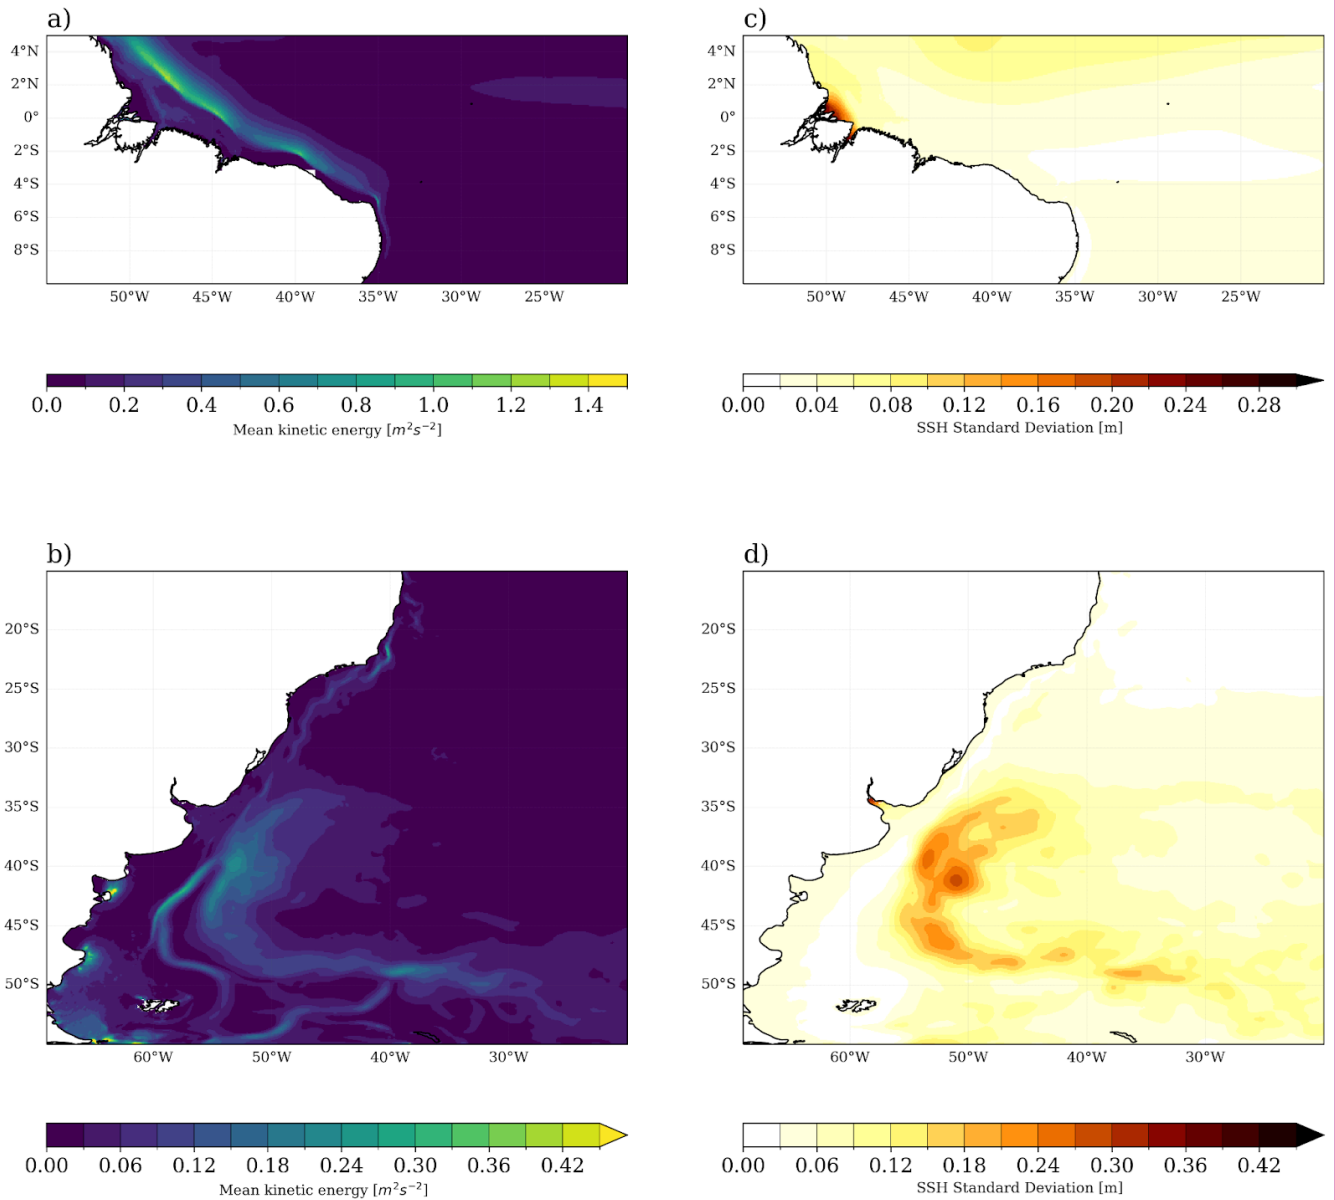 a)
4°N
2°N
0°
2°S
4°S
6°S
8°S
50°W 45°W 40°W 35°W 30°W 25°W
0.0 0.2 0.4 0.6 0.8 1.0 1.2 1.4
Mean kinetic energy [m²s⁻²]
c)
4°N
2°N
0°
2°S
4°S
6°S
8°S
50°W 45°W 40°W 35°W 30°W 25°W
0.00 0.04 0.08 0.12 0.16 0.20 0.24 0.28
SSH Standard Deviation [m]
b)
20°S
25°S
30°S
35°S
40°S
45°S
50°S
60°W 50°W 40°W 30°W
0.00 0.06 0.12 0.18 0.24 0.30 0.36 0.42
Mean kinetic energy [m²s⁻²]
d)
20°S
25°S
30°S
35°S
40°S
45°S
50°S
60°W 50°W 40°W 30°W
0.00 0.06 0.12 0.18 0.24 0.30 0.36 0.42
SSH Standard Deviation [m]